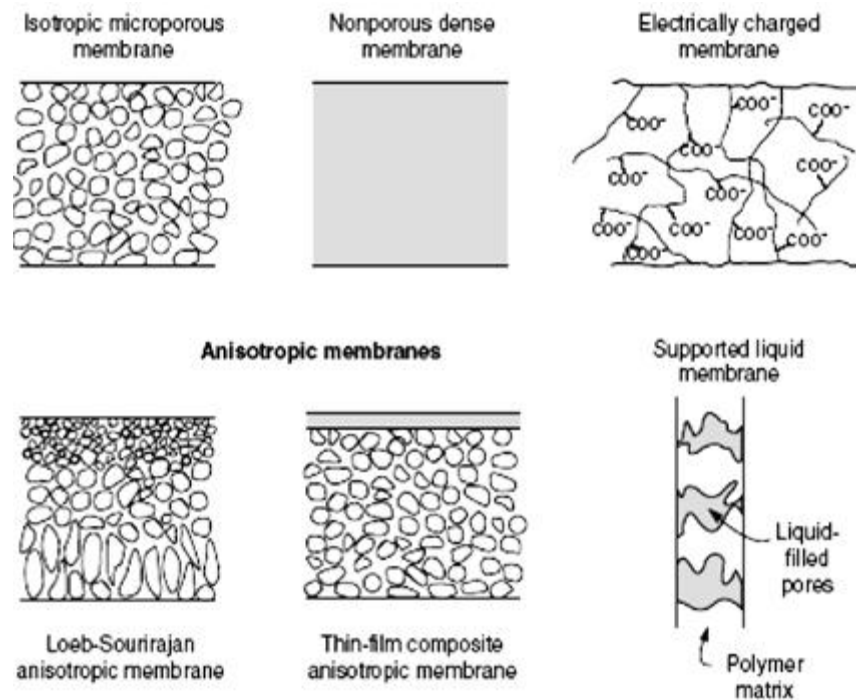 Isotropic microporous
membrane
Nonporous dense
membrane
Electrically charged
membrane
COO⁻
COO⁻
COO⁻
COO⁻
COO
COO⁻
COO⁻
COO⁻
COO⁻
COO⁻
COO⁻
COO⁻
COO⁻
Anisotropic membranes
Supported liquid
membrane
Liquid-
filled
pores
Loeb-Sourirajan
anisotropic membrane
Thin-film composite
anisotropic membrane
Polymer
matrix